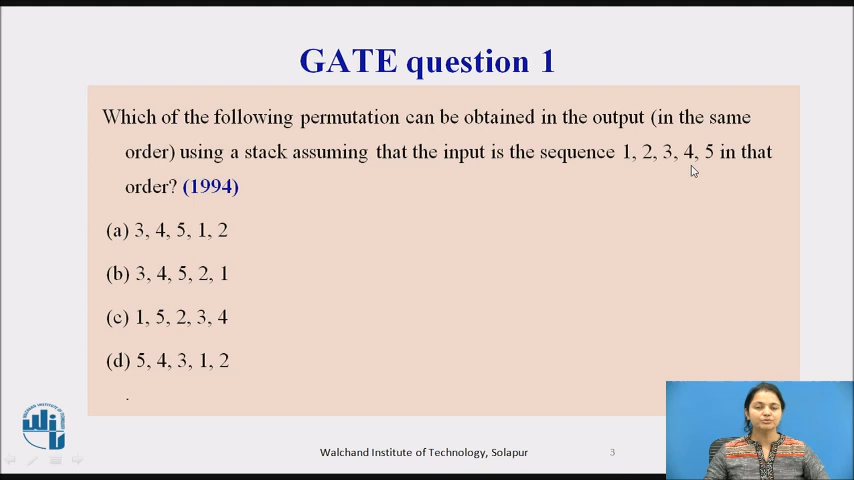 GATE question 1
Which of the following permutation can be obtained in the output (in the same
order) using a stack assuming that the input is the sequence 1, 2, 3, 4, 5 in that
order? (1994)
(a) 3, 4, 5, 1, 2
(b) 3, 4, 5, 2, 1
(c) 1, 5, 2, 3, 4
(d) 5, 4, 3, 1, 2
.
Walchand Institute of Technology, Solapur
3